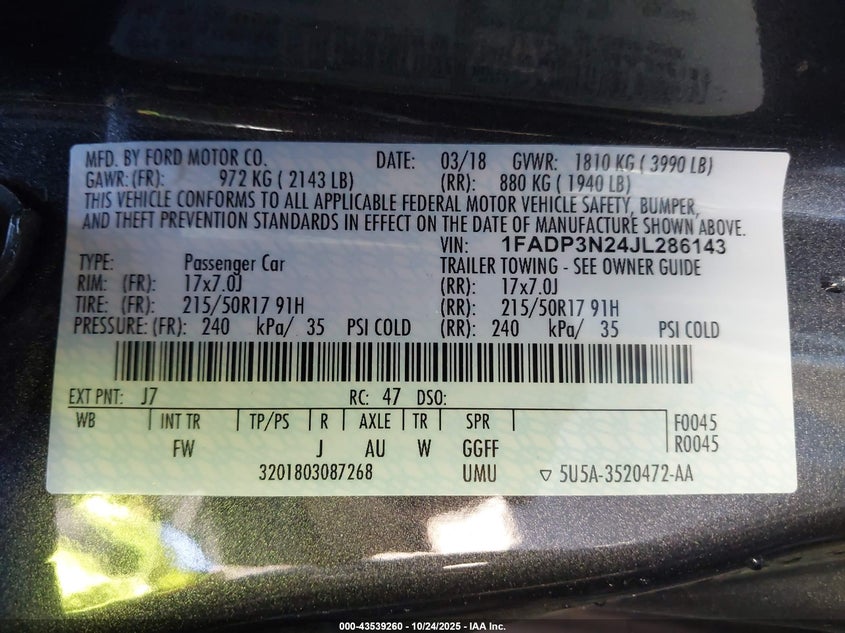 MFD. BY FORD MOTOR CO. DATE: 03/18 GVWR: 1810 KG ( 3990 LB)
GAWR: (FR): 972 KG ( 2143 LB) (RR): 880 KG ( 1940 LB)
THIS VEHICLE CONFORMS TO ALL APPLICABLE FEDERAL MOTOR VEHICLE SAFETY, BUMPER,
AND THEFT PREVENTION STANDARDS IN EFFECT ON THE DATE OF MANUFACTURE SHOWN ABOVE.
VIN: 1FADP3N24JL286143
TYPE: Passenger Car TRAILER TOWING - SEE OWNER GUIDE
RIM: (FR): 17x7.0J (RR): 17x7.0J
TIRE: (FR): 215/50R17 91H (RR): 215/50R17 91H
PRESSURE: (FR): 240 kPa/ 35 PSI COLD (RR): 240 kPa/ 35 PSI COLD
EXT PNT: J7 RC: 47 DSO:
WB INT TR TP/PS R AXLE TR SPR F0045
FW J AU W GGFF R0045
3201803087268 UMU ▽ 5U5A-3520472-AA
000-43539260 - 10/24/2025 - IAA Inc.